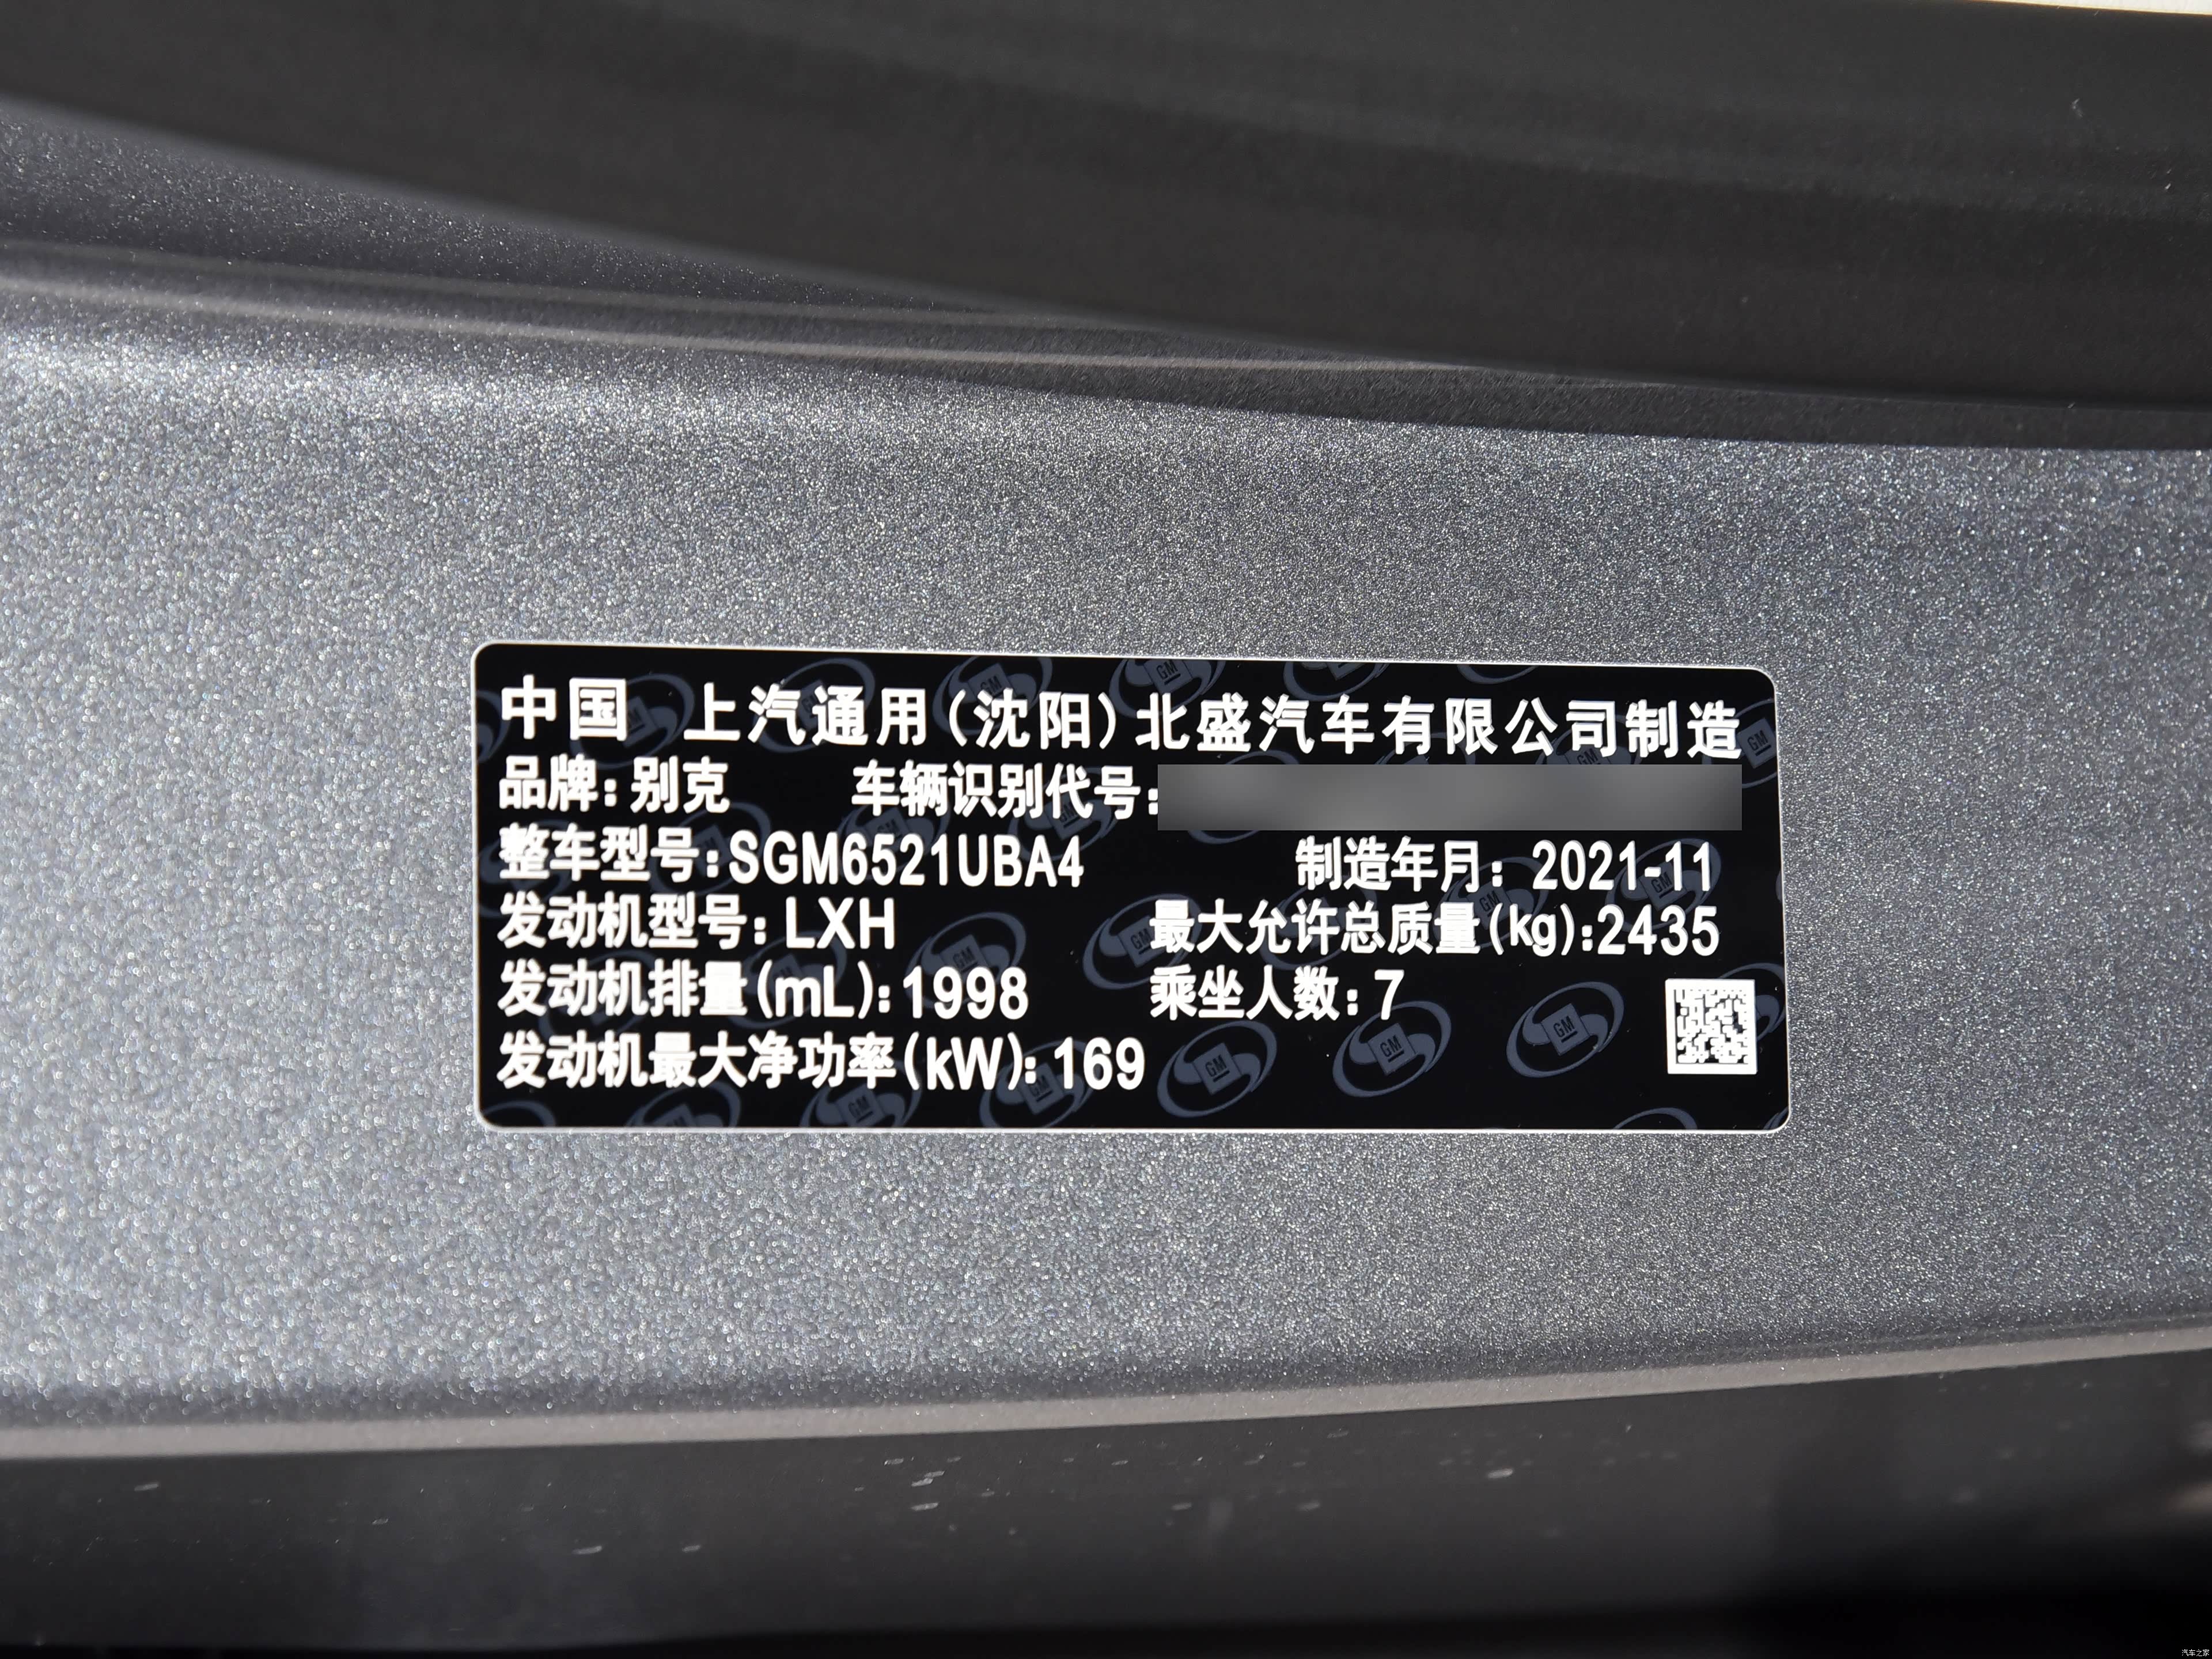 中国 上汽通用(沈阳)北盛汽车有限公司制造
品牌:别克 车辆识别代号:
整车型号:SGM6521UBA4 制造年月: 2021-11
发动机型号: LXH 最大允许总质量(kg):2435
发动机排量(mL): 1998 乘坐人数: 7
发动机最大净功率(kW): 169
汽车之家